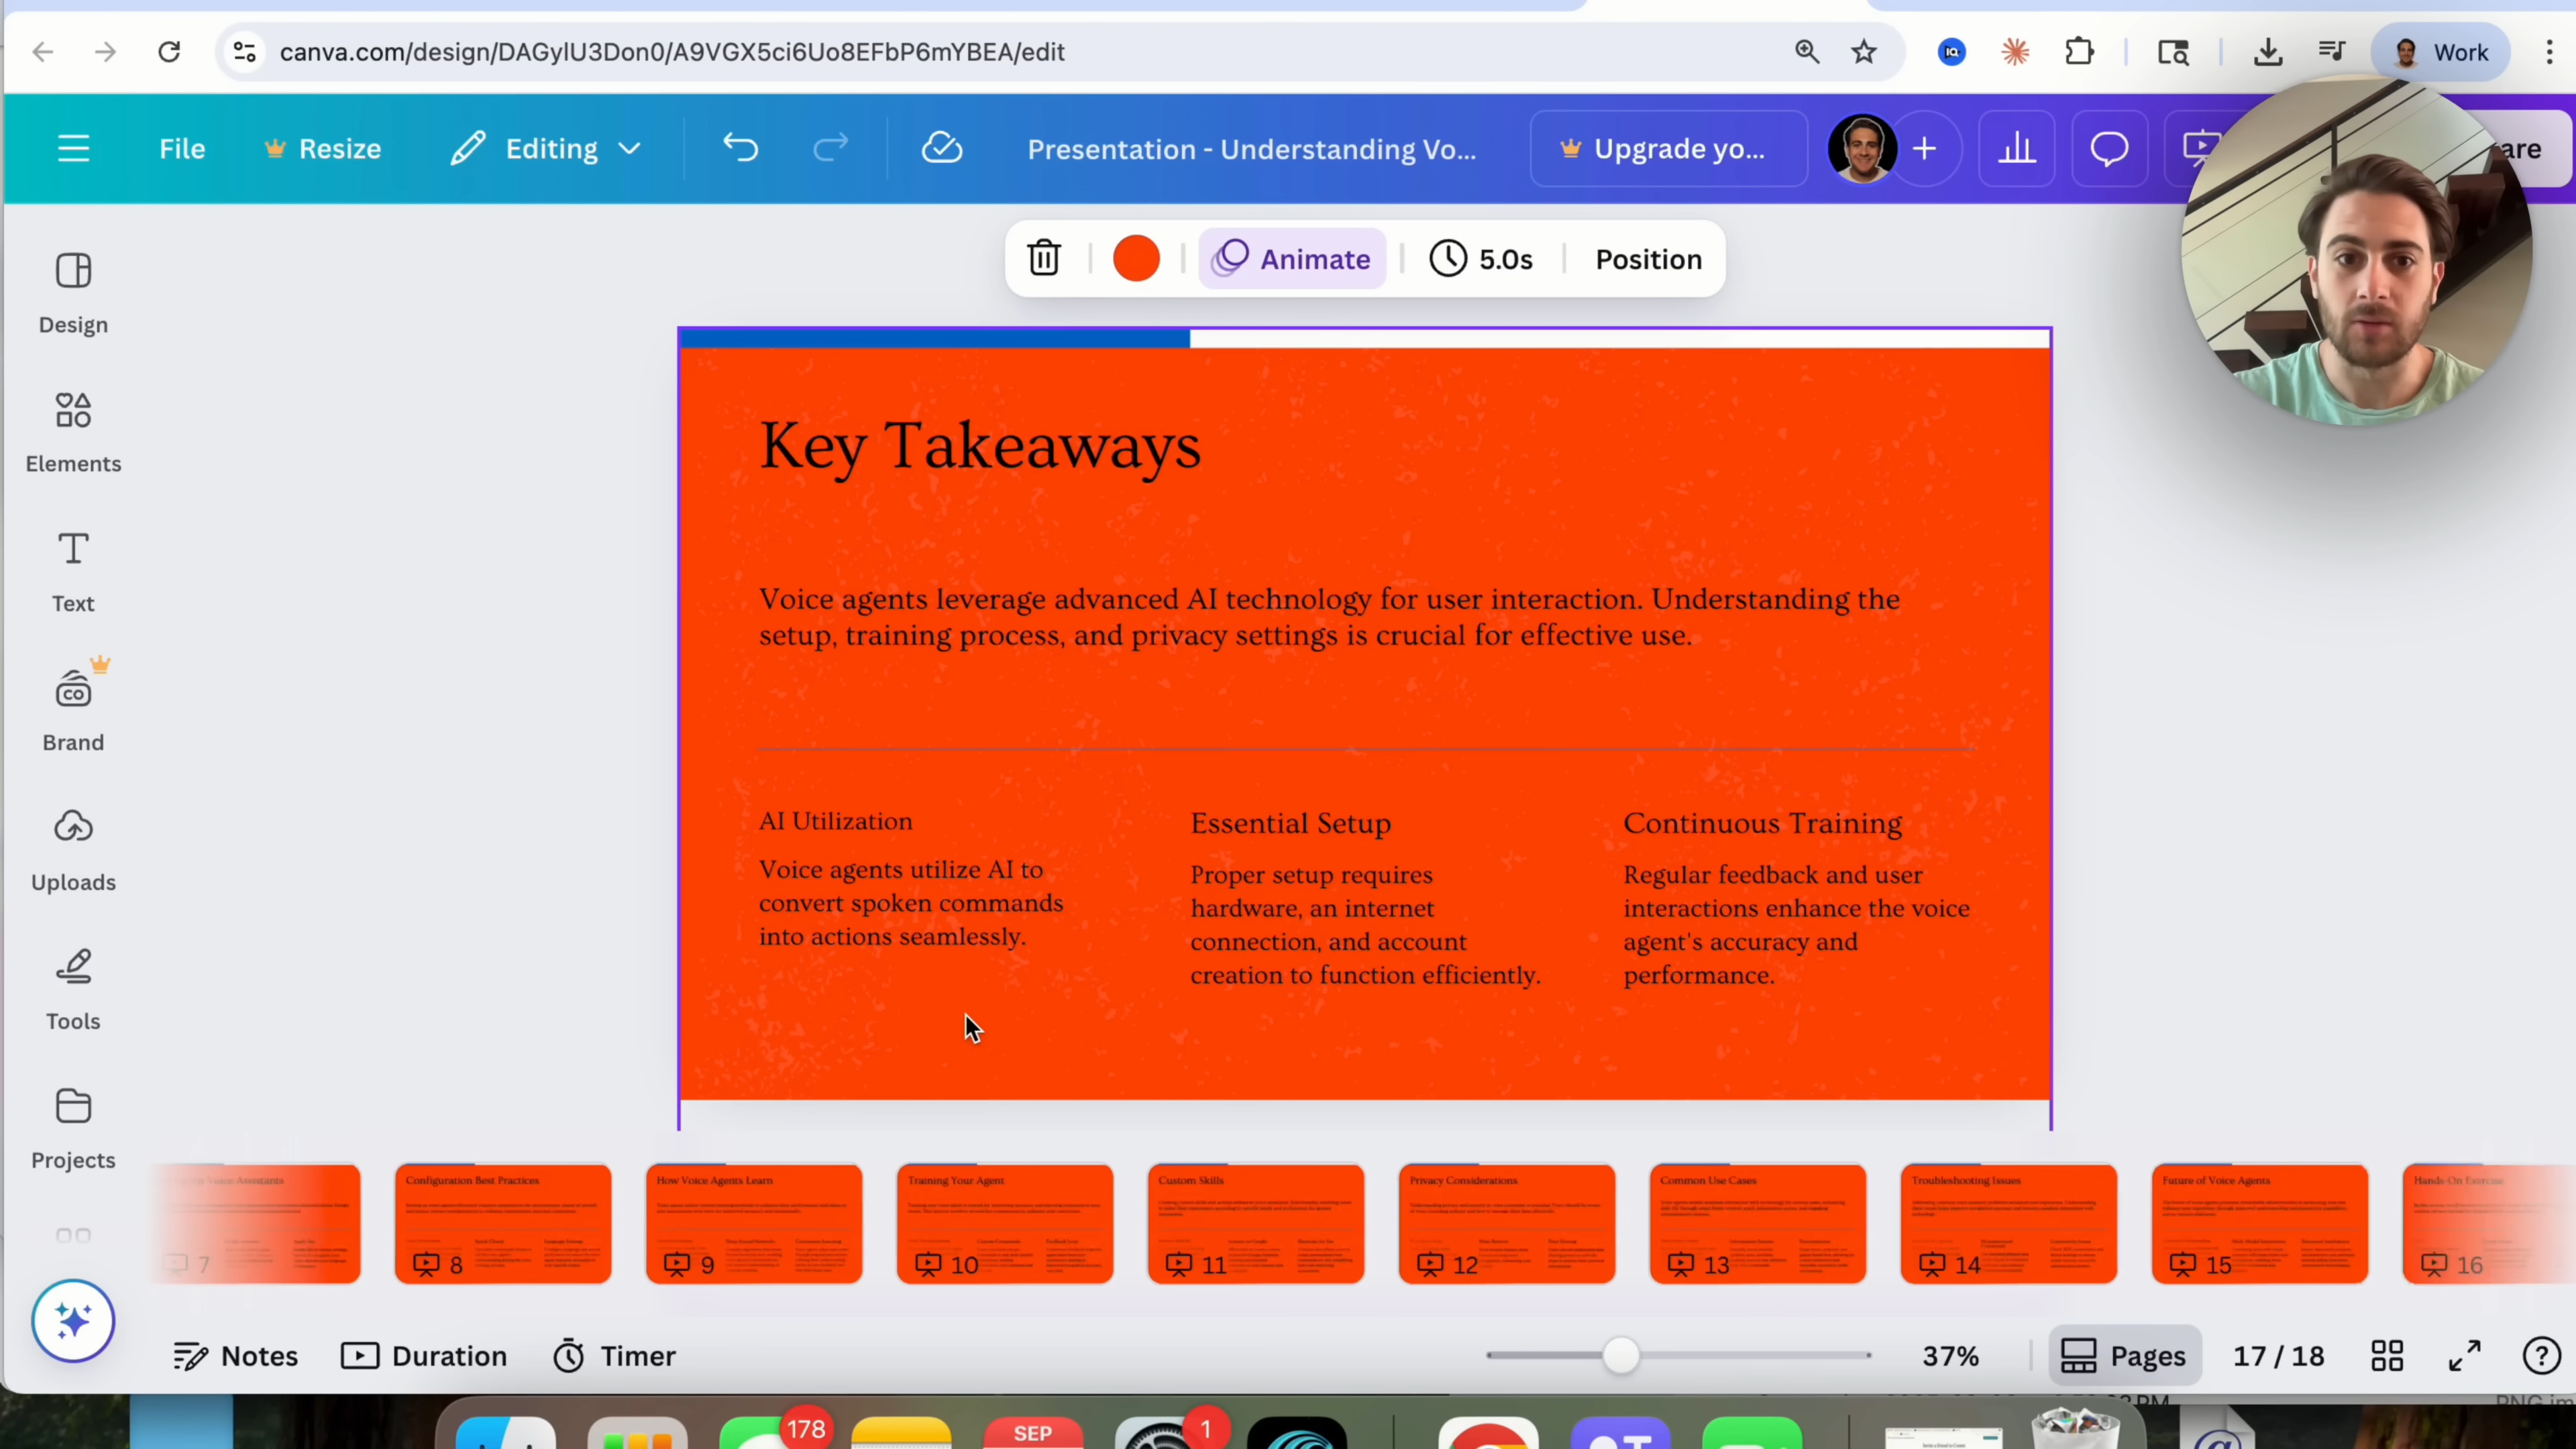 canva.com/design/DAGylU3Don0/A9VGX5ci6Uo8EFbP6mYBEA/edit
Work
File
Resize
Editing
Presentation - Understanding Vo...
Upgrade yo...
are
Design
Elements
Text
Brand
Uploads
Tools
Projects
Animate
5.0s
Position
Key Takeaways
Voice agents leverage advanced AI technology for user interaction. Understanding the
setup, training process, and privacy settings is crucial for effective use.
AI Utilization
Voice agents utilize AI to
convert spoken commands
into actions seamlessly.
Essential Setup
Proper setup requires
hardware, an internet
connection, and account
creation to function efficiently.
Continuous Training
Regular feedback and user
interactions enhance the voice
agent's accuracy and
performance.
Voice Assistants
7
Configuration Best Practices
8
How Voice Agents Learn
9
Training Your Agent
10
Custom Skills
11
Privacy Considerations
12
Common Use Cases
13
Troubleshooting Issues
14
Future of Voice Agents
15
Hands-On Exercise
16
Notes
Duration
Timer
37%
Pages
17 / 18
178
SEP
1